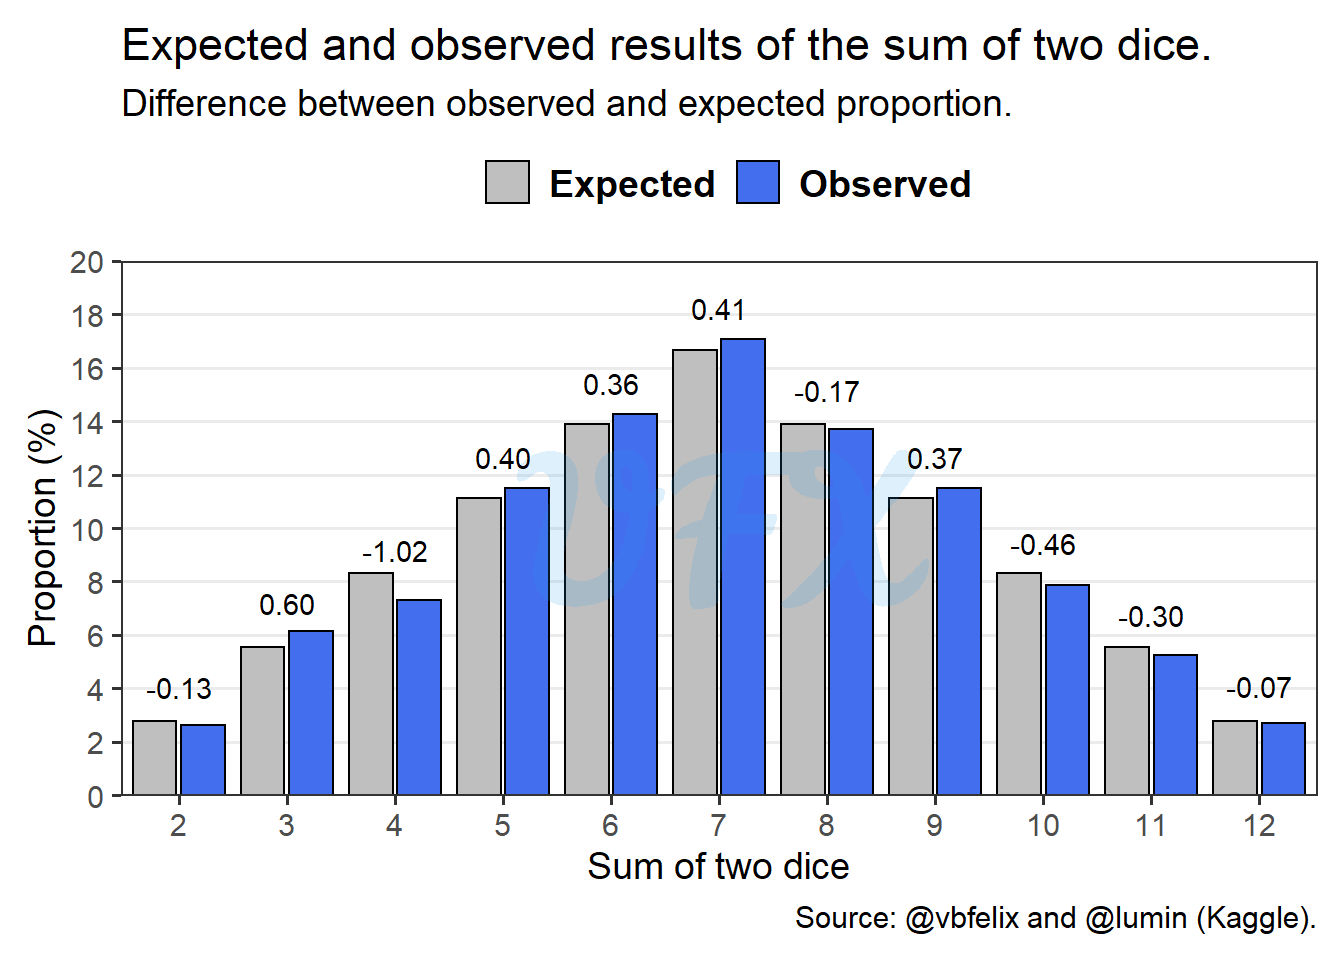 Expected and observed results of the sum of two dice.
Difference between observed and expected proportion.
Expected Observed
Proportion (%)
20
18
16
14
12
10
8
6
4
2
0
-0.13
0.60
-1.02
0.40
0.36
0.41
-0.17
0.37
-0.46
-0.30
-0.07
VFX
2 3 4 5 6 7 8 9 10 11 12
Sum of two dice
Source: @vbfelix and @lumin (Kaggle).